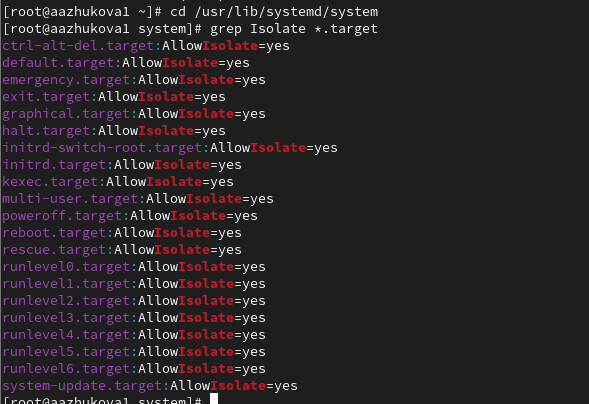 [root@aazhukova1 ~]# cd /usr/lib/systemd/system
[root@aazhukova1 system]# grep Isolate *.target
ctrl-alt-del.target:AllowIsolate=yes
default.target:AllowIsolate=yes
emergency.target:AllowIsolate=yes
exit.target:AllowIsolate=yes
graphical.target:AllowIsolate=yes
halt.target:AllowIsolate=yes
initrd-switch-root.target:AllowIsolate=yes
initrd.target:AllowIsolate=yes
kexec.target:AllowIsolate=yes
multi-user.target:AllowIsolate=yes
poweroff.target:AllowIsolate=yes
reboot.target:AllowIsolate=yes
rescue.target:AllowIsolate=yes
runlevel0.target:AllowIsolate=yes
runlevel1.target:AllowIsolate=yes
runlevel2.target:AllowIsolate=yes
runlevel3.target:AllowIsolate=yes
runlevel4.target:AllowIsolate=yes
runlevel5.target:AllowIsolate=yes
runlevel6.target:AllowIsolate=yes
system-update.target:AllowIsolate=yes
[root@aazhukova1 system]#